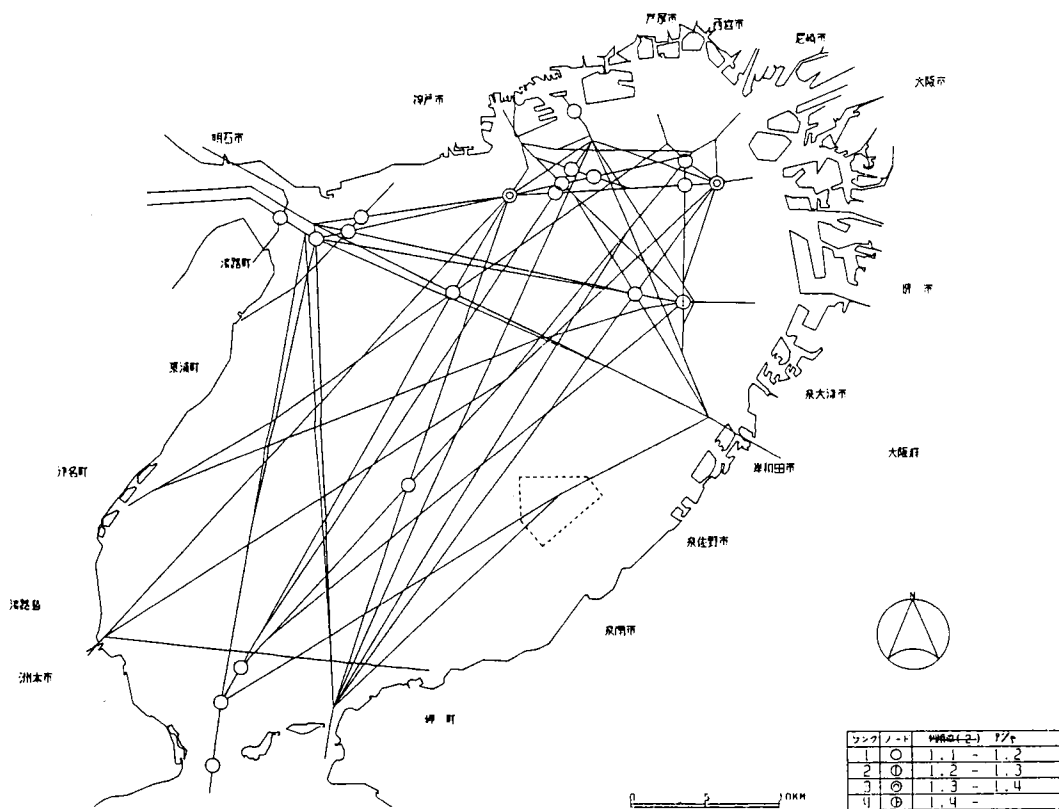 芦屋市
西宮市
尼崎市
大阪市
神戸市
明石市
淡路町
堺市
東浦町
泉大津市
津名町
岸和田市
大阪府
泉佐野市
淡路島
泉南市
洲本市
岬町
N
0 5 10KM
ランク ノード
1 1.1 - 1.2
2 1.2 - 1.3
3 1.3 - 1.4
4 1.4 -